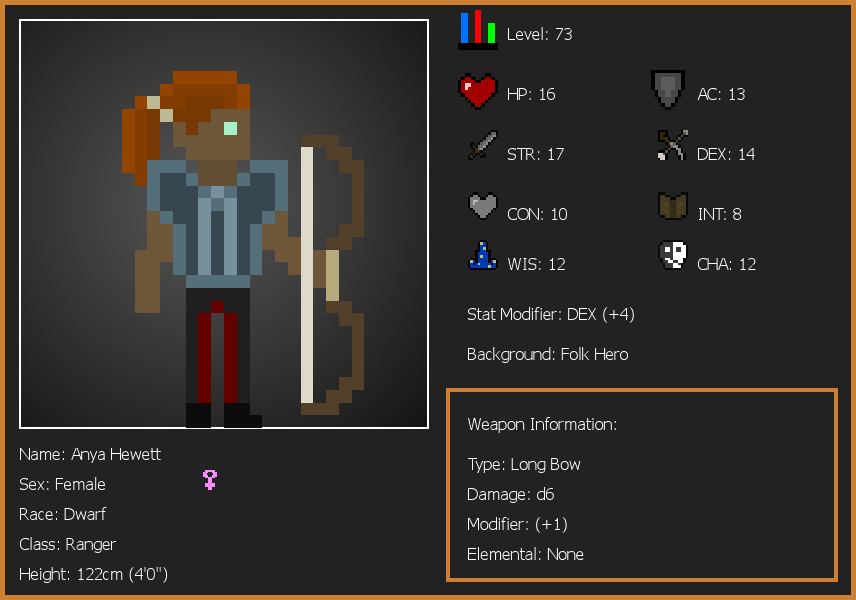 Level: 73
HP: 16
AC: 13
STR: 17
DEX: 14
CON: 10
INT: 8
WIS: 12
CHA: 12
Stat Modifier: DEX (+4)
Background: Folk Hero
Weapon Information:
Type: Long Bow
Damage: d6
Modifier: (+1)
Elemental: None
Name: Anya Hewett
Sex: Female
Race: Dwarf
Class: Ranger
Height: 122cm (4'0")